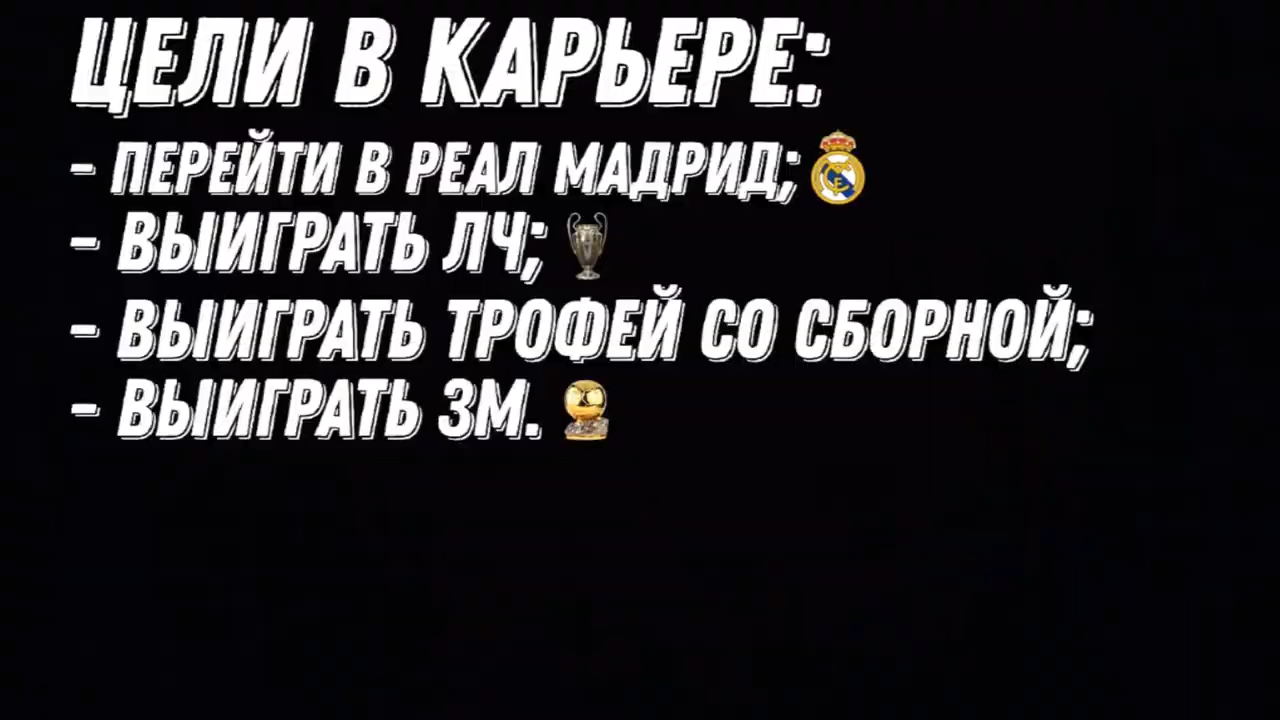 ЦЕЛИ В КАРЬЕРЕ:
- ПЕРЕЙТИ В РЕАЛ МАДРИД;
- ВЫИГРАТЬ ЛЧ;
- ВЫИГРАТЬ ТРОФЕЙ СО СБОРНОЙ;
- ВЫИГРАТЬ ЗМ.